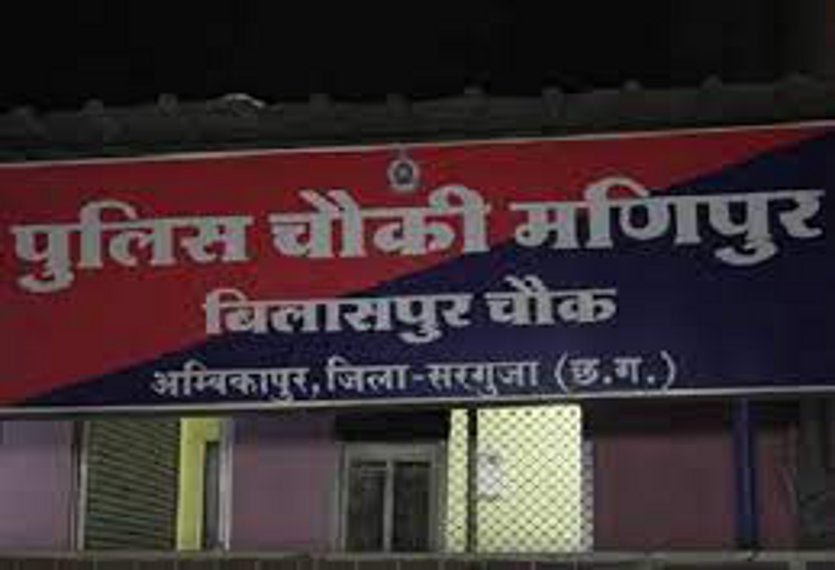 पुलिस चौकी मणिपुर
बिलासपुर चौक
अम्बिकापुर, जिला-सरगुजा (छ.ग.)